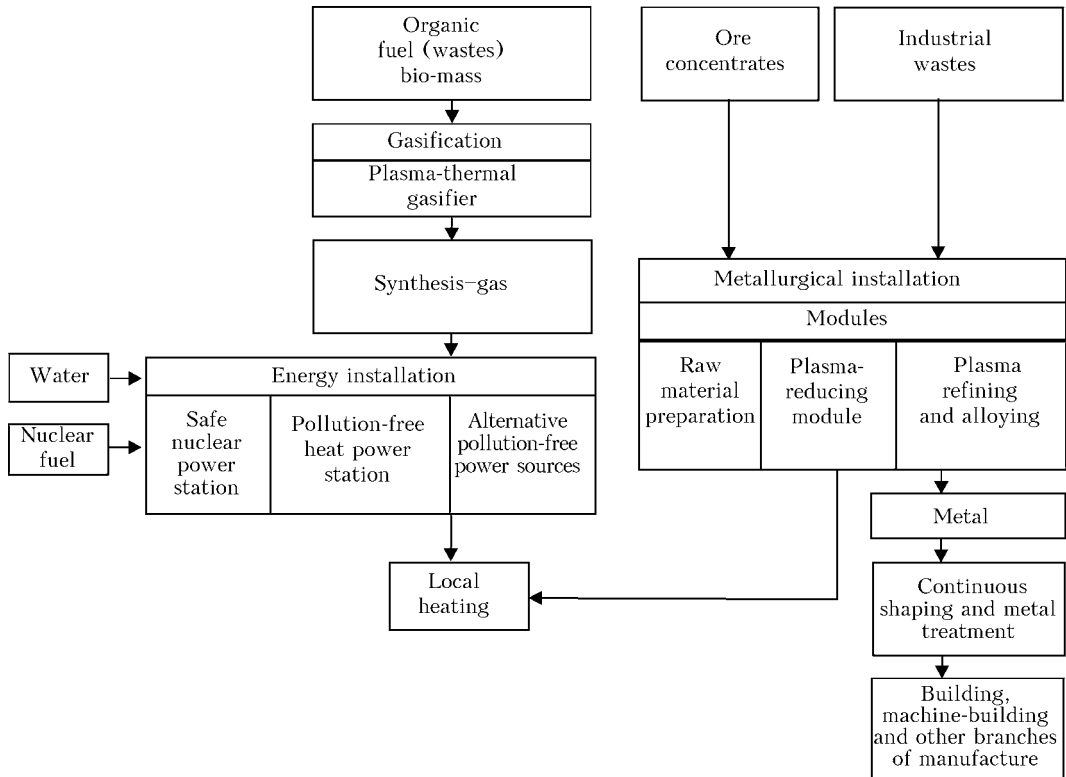 Organic
fuel (wastes)
bio-mass
Ore
concentrates
Industrial
wastes
Gasification
Plasma-thermal
gasifier
Synthesis–gas
Metallurgical installation
Modules
Raw
material
preparation
Plasma-
reducing
module
Plasma
refining
and alloying
Water
Energy installation
Nuclear
fuel
Safe
nuclear
power
station
Pollution-free
heat power
station
Alternative
pollution-free
power sources
Metal
Local
heating
Continuous
shaping and metal
treatment
Building,
machine-building
and other branches
of manufacture